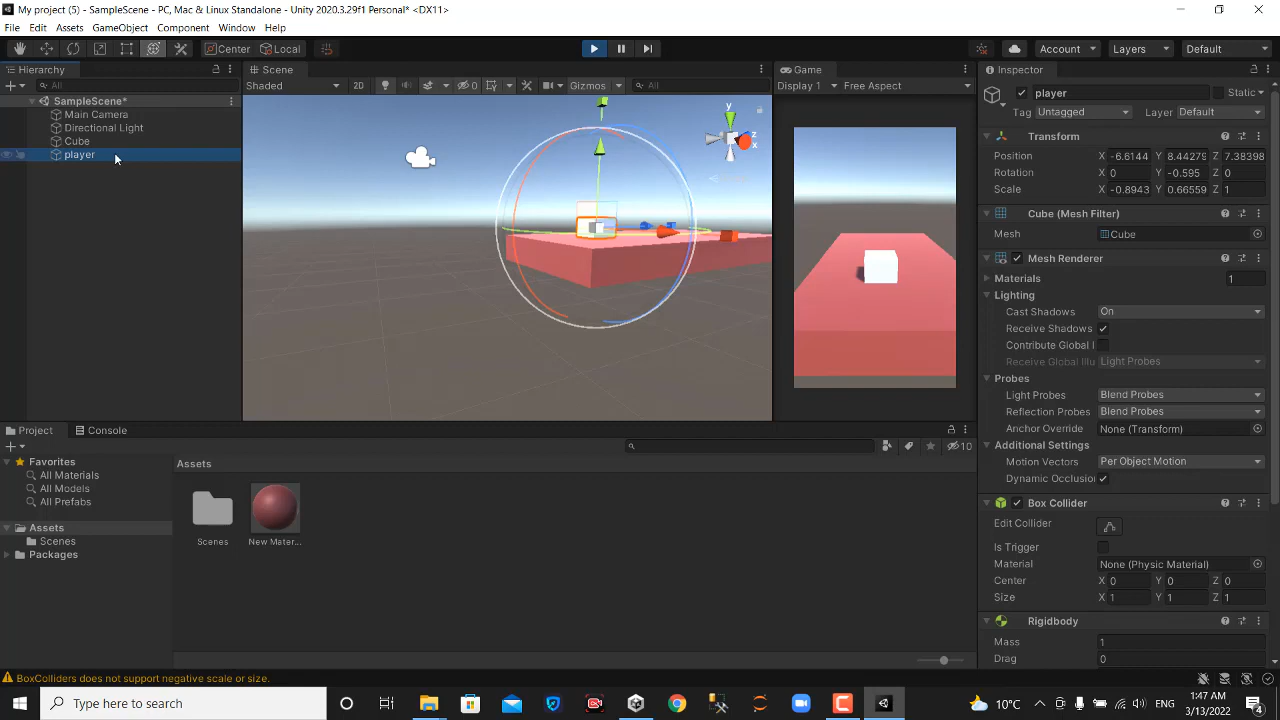 My project (5) - SampleScene - PC, Mac & Linux Standalone - Unity 2020.3.29f1 Personal* <DX11>
File Edit Assets GameObject Component Window Help
Center Local Account Layers Default
Hierarchy
All
SampleScene*
Main Camera
Directional Light
Cube
player
Scene
Shaded 2D 0 Gizmos All
y
z
x
Game
Display 1 Free Aspect
Inspector
player Static
Tag Untagged Layer Default
Transform
Position X -6.6144 Y 8.44279 Z 7.38398
Rotation X 0 Y -0.595 Z 0
Scale X -0.8943 Y 0.66559 Z 1
Cube (Mesh Filter)
Mesh Cube
Mesh Renderer
Materials 1
Lighting
Cast Shadows On
Receive Shadows
Contribute Global I
Receive Global Illu Light Probes
Probes
Light Probes Blend Probes
Reflection Probes Blend Probes
Anchor Override None (Transform)
Additional Settings
Motion Vectors Per Object Motion
Dynamic Occlusion
Box Collider
Edit Collider
Is Trigger
Material None (Physic Material)
Center X 0 Y 0 Z 0
Size X 1 Y 1 Z 1
Rigidbody
Mass 1
Drag 0
Project Console
10
Favorites
All Materials
All Models
All Prefabs
Assets
Scenes
Packages
Assets
Scenes New Mater...
BoxColliders does not support negative scale or size.
Type here to search
10°C ENG 1:47 AM
3/13/2022